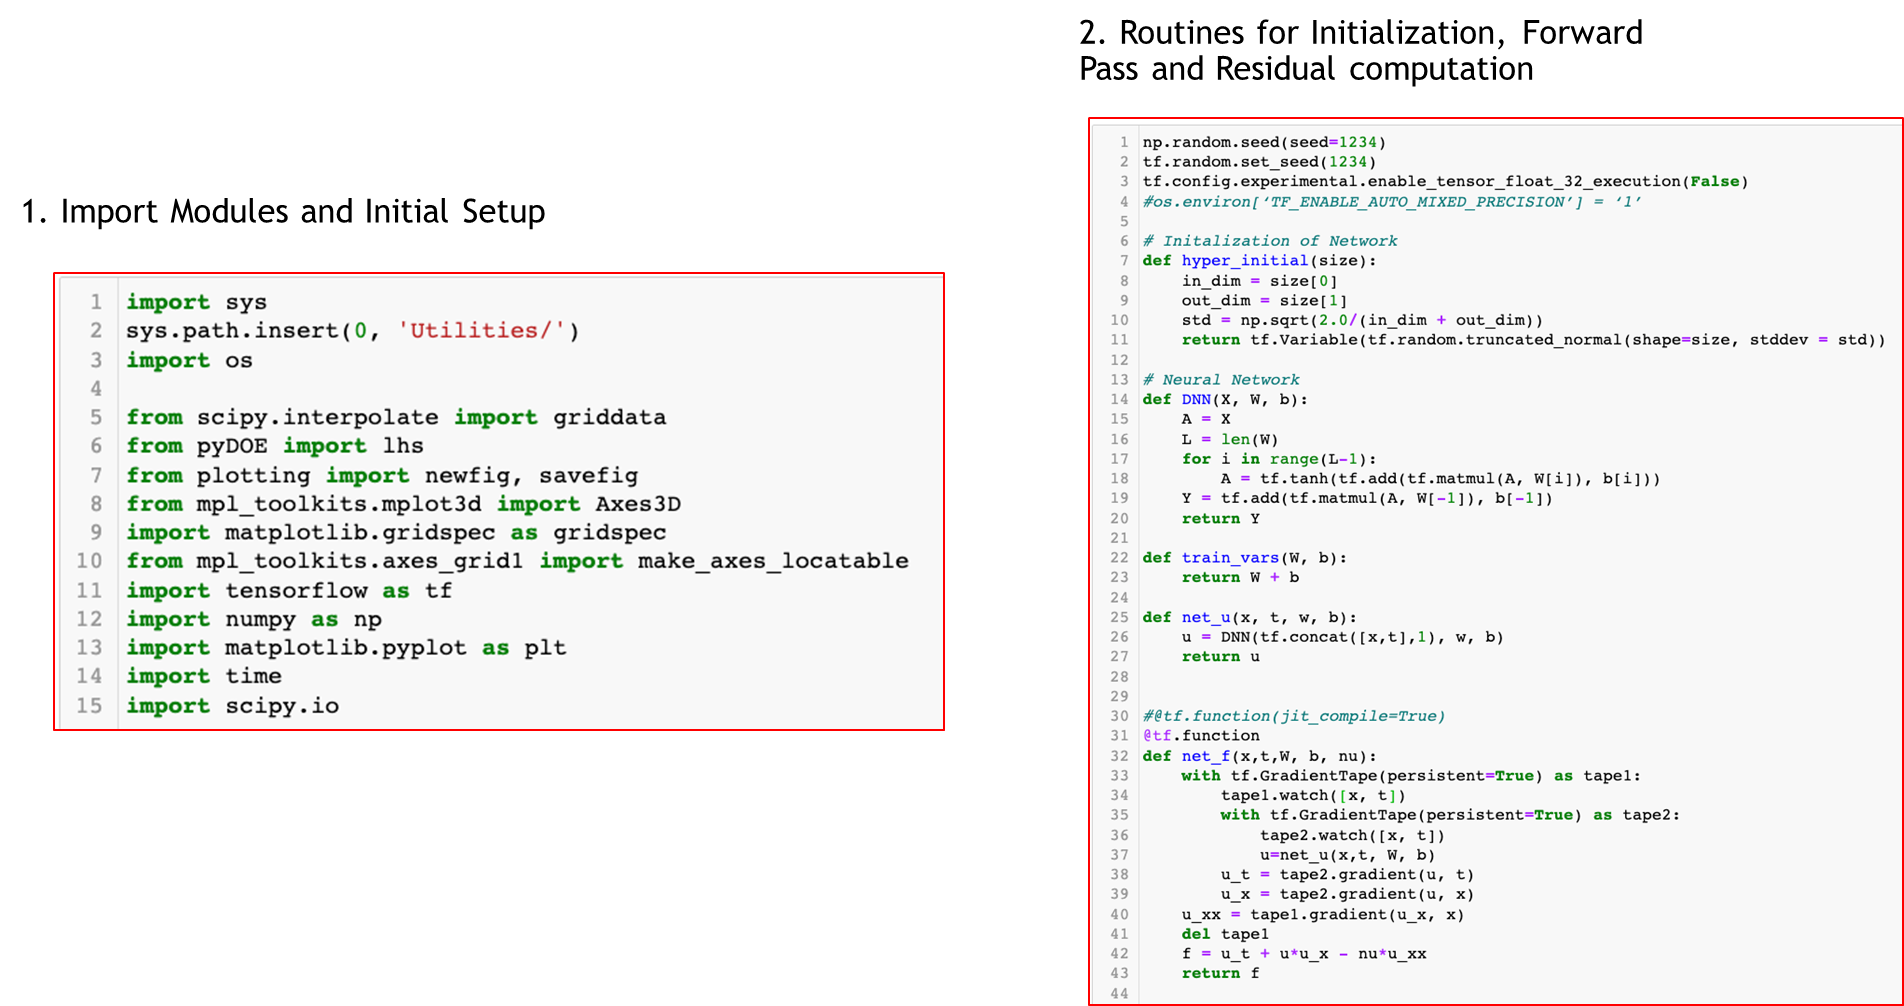 1. Import Modules and Initial Setup
1 import sys
2 sys.path.insert(0, 'Utilities/')
3 import os
4
5 from scipy.interpolate import griddata
6 from pyDOE import lhs
7 from plotting import newfig, savefig
8 from mpl_toolkits.mplot3d import Axes3D
9 import matplotlib.gridspec as gridspec
10 from mpl_toolkits.axes_grid1 import make_axes_locatable
11 import tensorflow as tf
12 import numpy as np
13 import matplotlib.pyplot as plt
14 import time
15 import scipy.io
2. Routines for Initialization, Forward
Pass and Residual computation
1 np.random.seed(seed=1234)
2 tf.random.set_seed(1234)
3 tf.config.experimental.enable_tensor_float_32_execution(False)
4 #os.environ[‘TF_ENABLE_AUTO_MIXED_PRECISION’] = ‘1’
5
6 # Initalization of Network
7 def hyper_initial(size):
8     in_dim = size[0]
9     out_dim = size[1]
10     std = np.sqrt(2.0/(in_dim + out_dim))
11     return tf.Variable(tf.random.truncated_normal(shape=size, stddev = std))
12
13 # Neural Network
14 def DNN(X, W, b):
15     A = X
16     L = len(W)
17     for i in range(L-1):
18         A = tf.tanh(tf.add(tf.matmul(A, W[i]), b[i]))
19     Y = tf.add(tf.matmul(A, W[-1]), b[-1])
20     return Y
21
22 def train_vars(W, b):
23     return W + b
24
25 def net_u(x, t, w, b):
26     u = DNN(tf.concat([x,t],1), w, b)
27     return u
28
29
30 #@tf.function(jit_compile=True)
31 @tf.function
32 def net_f(x,t,W, b, nu):
33     with tf.GradientTape(persistent=True) as tape1:
34         tape1.watch([x, t])
35         with tf.GradientTape(persistent=True) as tape2:
36             tape2.watch([x, t])
37             u=net_u(x,t, W, b)
38         u_t = tape2.gradient(u, t)
39         u_x = tape2.gradient(u, x)
40     u_xx = tape1.gradient(u_x, x)
41     del tape1
42     f = u_t + u*u_x - nu*u_xx
43     return f
44